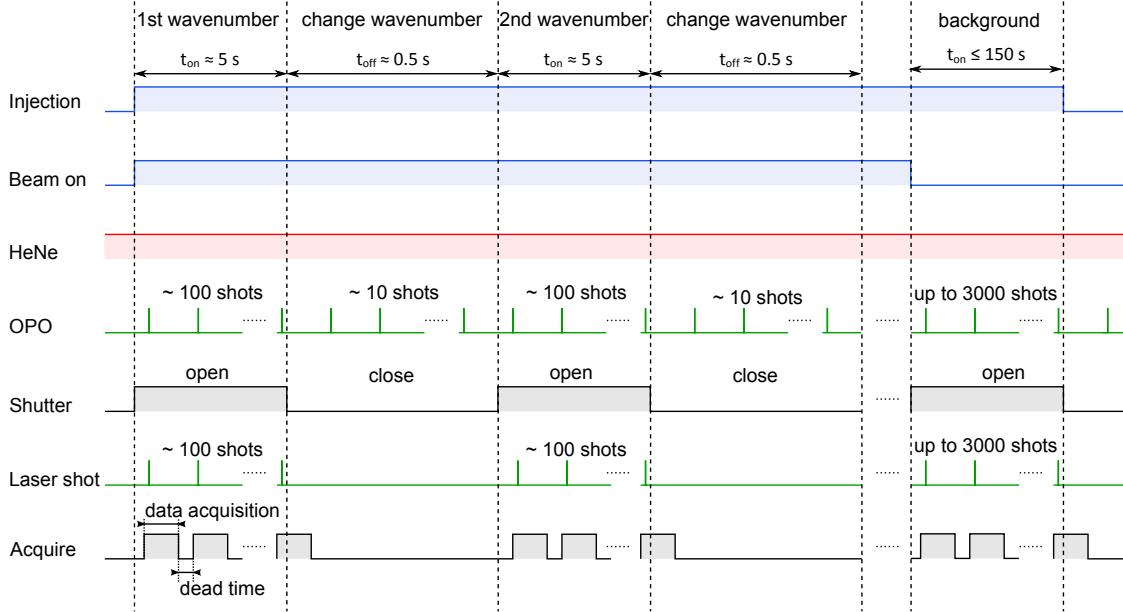 1st wavenumber change wavenumber 2nd wavenumber change wavenumber background
t_on ≈ 5 s t_off ≈ 0.5 s t_on ≈ 5 s t_off ≈ 0.5 s t_on ≤ 150 s
Injection
Beam on
HeNe
~ 100 shots ~ 10 shots ~ 100 shots ~ 10 shots up to 3000 shots
OPO ...... ...... ...... ...... ...... ......
open close open close open
Shutter ......
~ 100 shots ~ 100 shots up to 3000 shots
Laser shot ...... ...... ...... ......
data acquisition
Acquire ...... ...... ...... ......
dead time